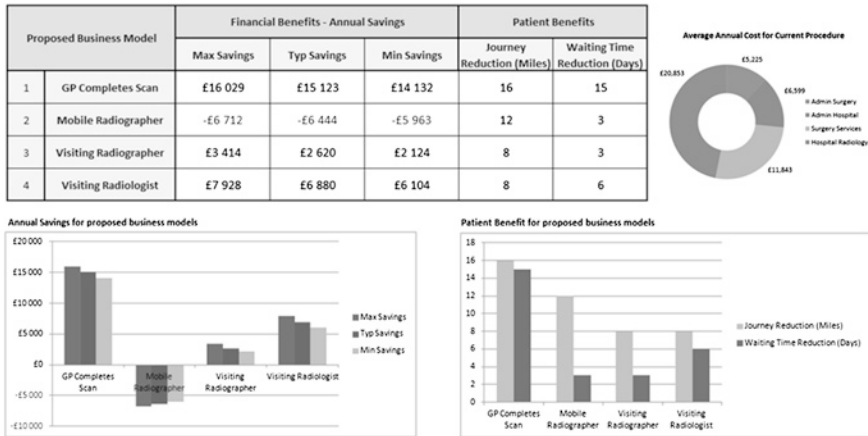 Proposed Business Model
Financial Benefits - Annual Savings
Patient Benefits
Max Savings
Typ Savings
Min Savings
Journey
Reduction (Miles)
Waiting Time
Reduction (Days)
1 GP Completes Scan £16 029 £15 123 £14 132 16 15
2 Mobile Radiographer -£6 712 -£6 444 -£5 963 12 3
3 Visiting Radiographer £3 414 £2 620 £2 124 8 3
4 Visiting Radiologist £7 928 £6 880 £6 104 8 6
Average Annual Cost for Current Procedure
£20,853
£5,225
£6,599
£11,843
Admin Surgery
Admin Hospital
Surgery Services
Hospital Radiology
Annual Savings for proposed business models
£20 000
£15 000
£10 000
£5 000
£0
-£5 000
-£10 000
GP Completes
Scan
Mobile
Radiographer
Visiting
Radiographer
Visiting Radiologist
Max Savings
Typ Savings
Min Savings
Patient Benefit for proposed business models
18
16
14
12
10
8
6
4
2
0
GP Completes
Scan
Mobile
Radiographer
Visiting
Radiographer
Visiting
Radiologist
Journey Reduction (Miles)
Waiting Time Reduction (Days)